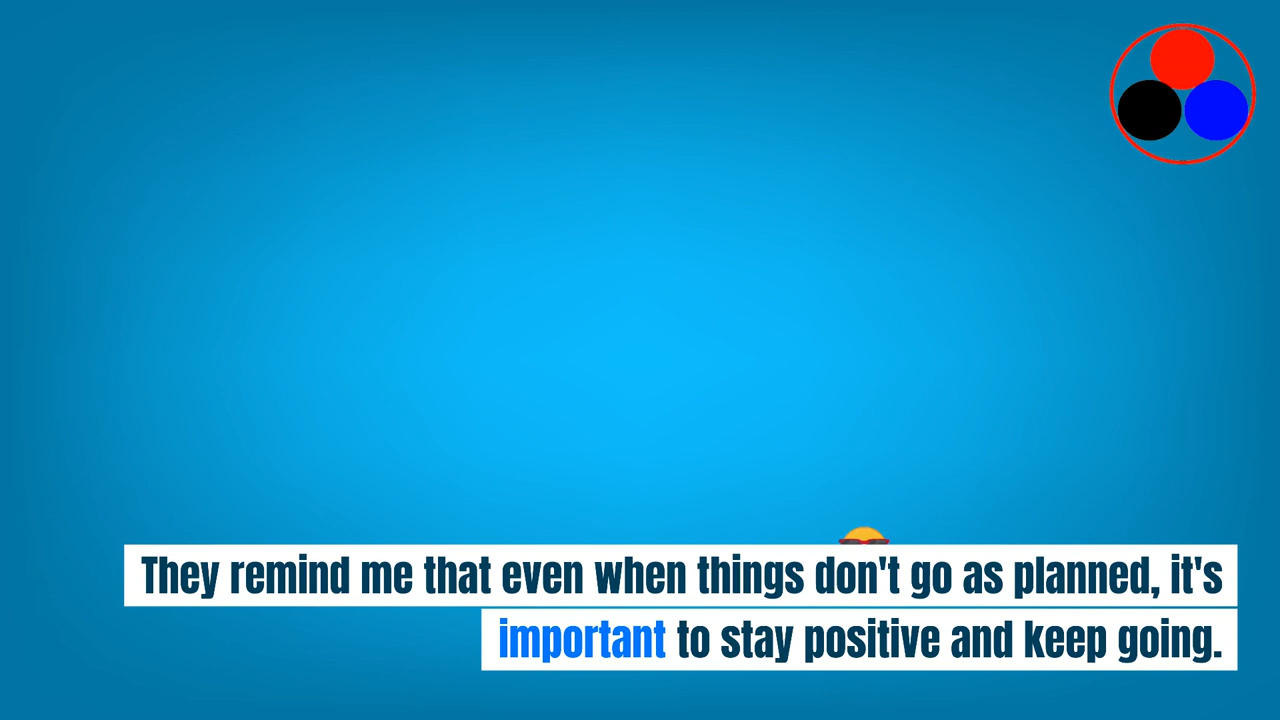 They remind me that even when things don't go as planned, it's
important to stay positive and keep going.